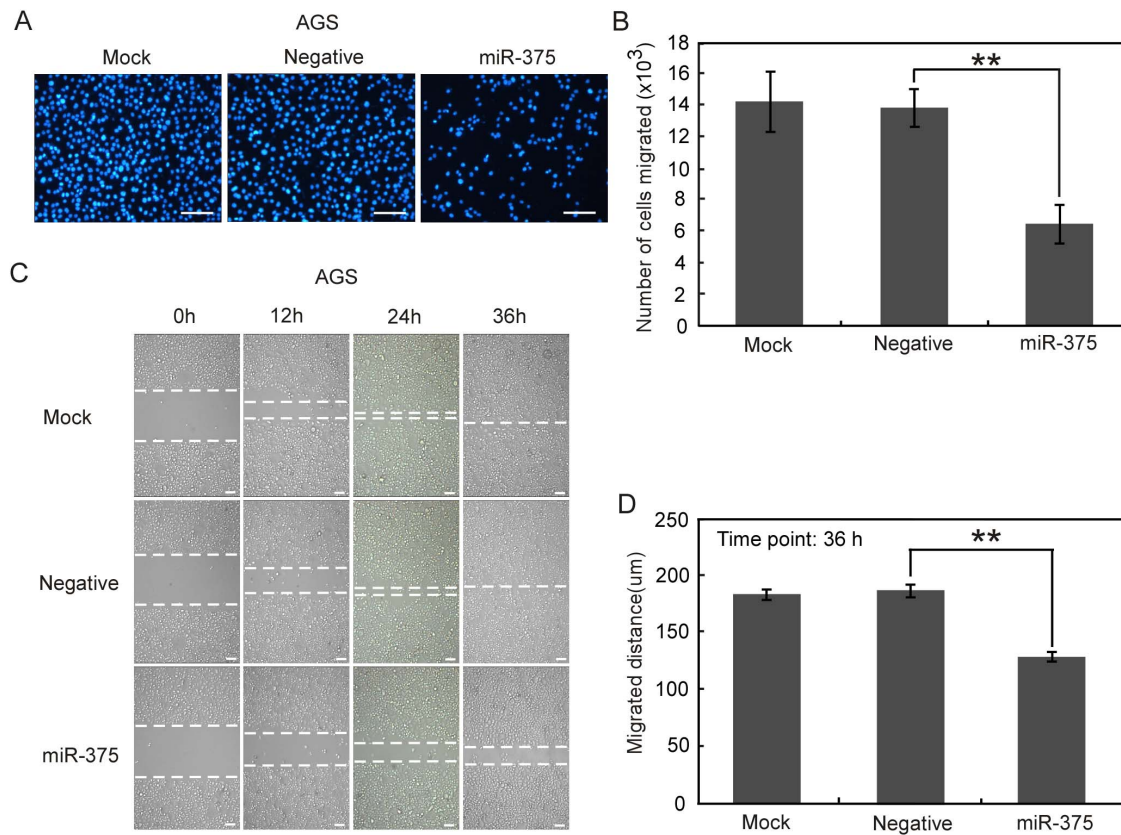 A
AGS
Mock Negative miR-375
B
Number of cells migrated (x10³)
18
16
14
12
10
8
6
4
2
0
**
Mock Negative miR-375
C
AGS
0h 12h 24h 36h
Mock
Negative
miR-375
D
Migrated distance(um)
250
200
150
100
50
0
Time point: 36 h
**
Mock Negative miR-375